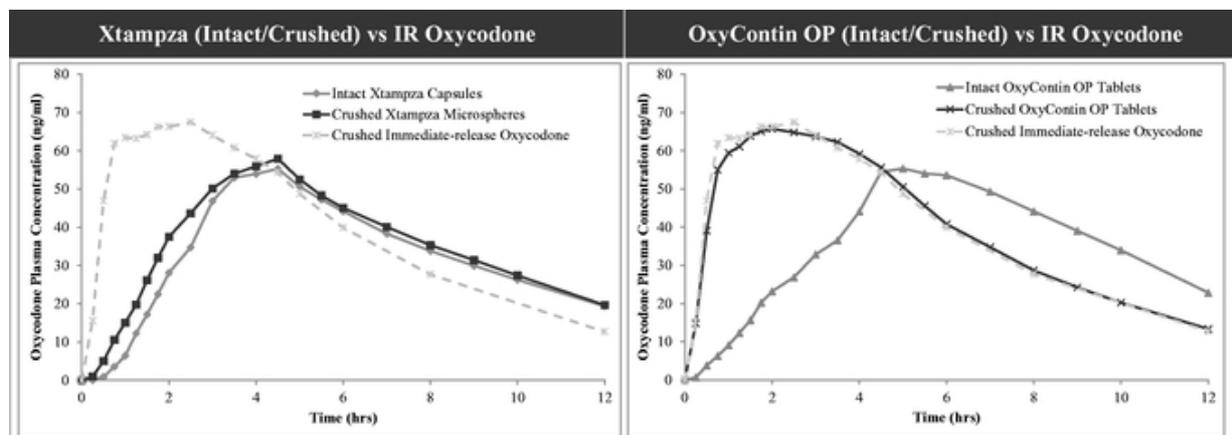 Xtampza (Intact/Crushed) vs IR Oxycodone
Oxycodone Plasma Concentration (ng/ml)
80
70
60
50
40
30
20
10
0
Intact Xtampza Capsules
Crushed Xtampza Microspheres
Crushed Immediate-release Oxycodone
0 2 4 6 8 10 12
Time (hrs)
OxyContin OP (Intact/Crushed) vs IR Oxycodone
Oxycodone Plasma Concentration (ng/ml)
80
70
60
50
40
30
20
10
0
Intact OxyContin OP Tablets
Crushed OxyContin OP Tablets
Crushed Immediate-release Oxycodone
0 2 4 6 8 10 12
Time (hrs)